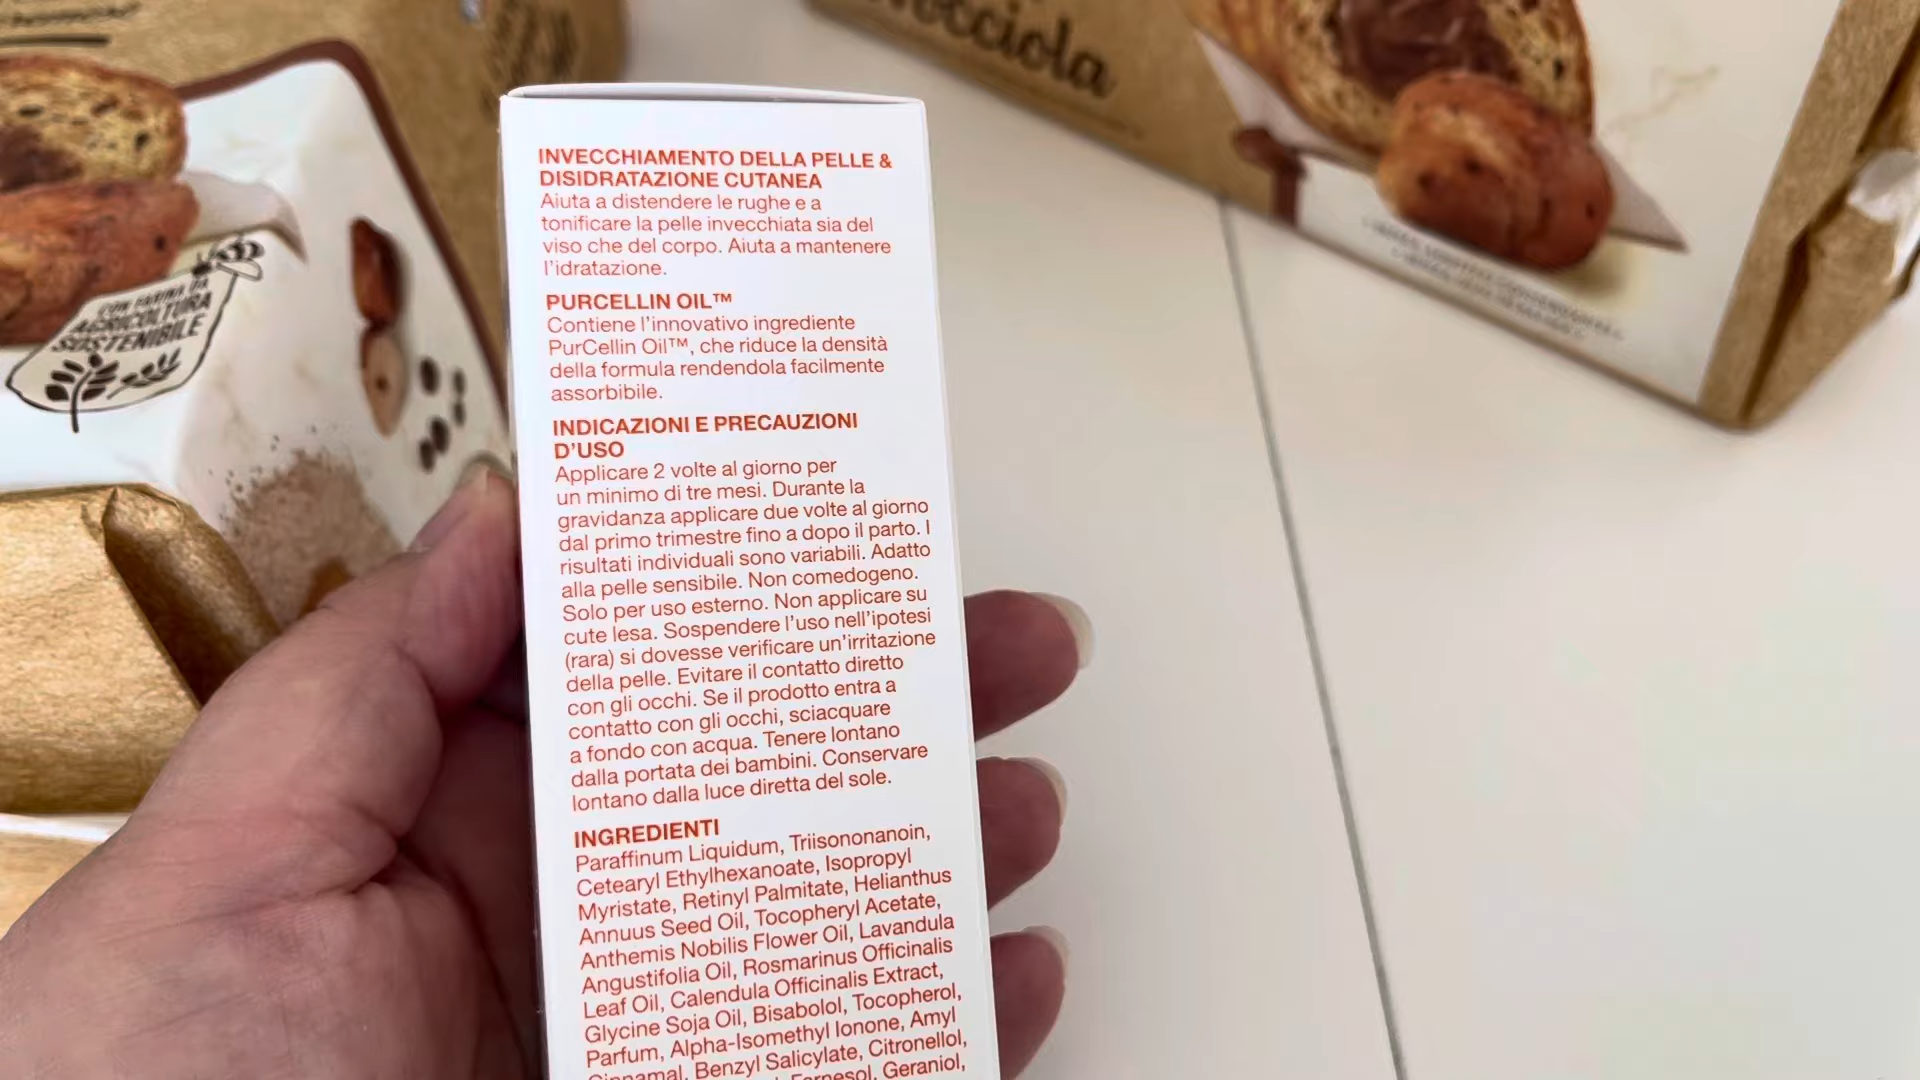 occiola
CON FARINA DA
AGRICOLTURA
SOSTENIBILE
INVECCHIAMENTO DELLA PELLE &
DISIDRATAZIONE CUTANEA
Aiuta a distendere le rughe e a
tonificare la pelle invecchiata sia del
viso che del corpo. Aiuta a mantenere
l'idratazione.
PURCELLIN OIL™
Contiene l'innovativo ingrediente
PurCellin Oil™, che riduce la densità
della formula rendendola facilmente
assorbibile.
INDICAZIONI E PRECAUZIONI
D'USO
Applicare 2 volte al giorno per
un minimo di tre mesi. Durante la
gravidanza applicare due volte al giorno
dal primo trimestre fino a dopo il parto. I
risultati individuali sono variabili. Adatto
alla pelle sensibile. Non comedogeno.
Solo per uso esterno. Non applicare su
cute lesa. Sospendere l'uso nell'ipotesi
(rara) si dovesse verificare un'irritazione
della pelle. Evitare il contatto diretto
con gli occhi. Se il prodotto entra a
contatto con gli occhi, sciacquare
a fondo con acqua. Tenere lontano
dalla portata dei bambini. Conservare
lontano dalla luce diretta del sole.
INGREDIENTI
Paraffinum Liquidum, Triisononanoin,
Cetearyl Ethylhexanoate, Isopropyl
Myristate, Retinyl Palmitate, Helianthus
Annuus Seed Oil, Tocopheryl Acetate,
Anthemis Nobilis Flower Oil, Lavandula
Angustifolia Oil, Rosmarinus Officinalis
Leaf Oil, Calendula Officinalis Extract,
Glycine Soja Oil, Bisabolol, Tocopherol,
Parfum, Alpha-Isomethyl Ionone, Amyl
Cinnamal, Benzyl Salicylate, Citronellol,
Farnesol, Geraniol,